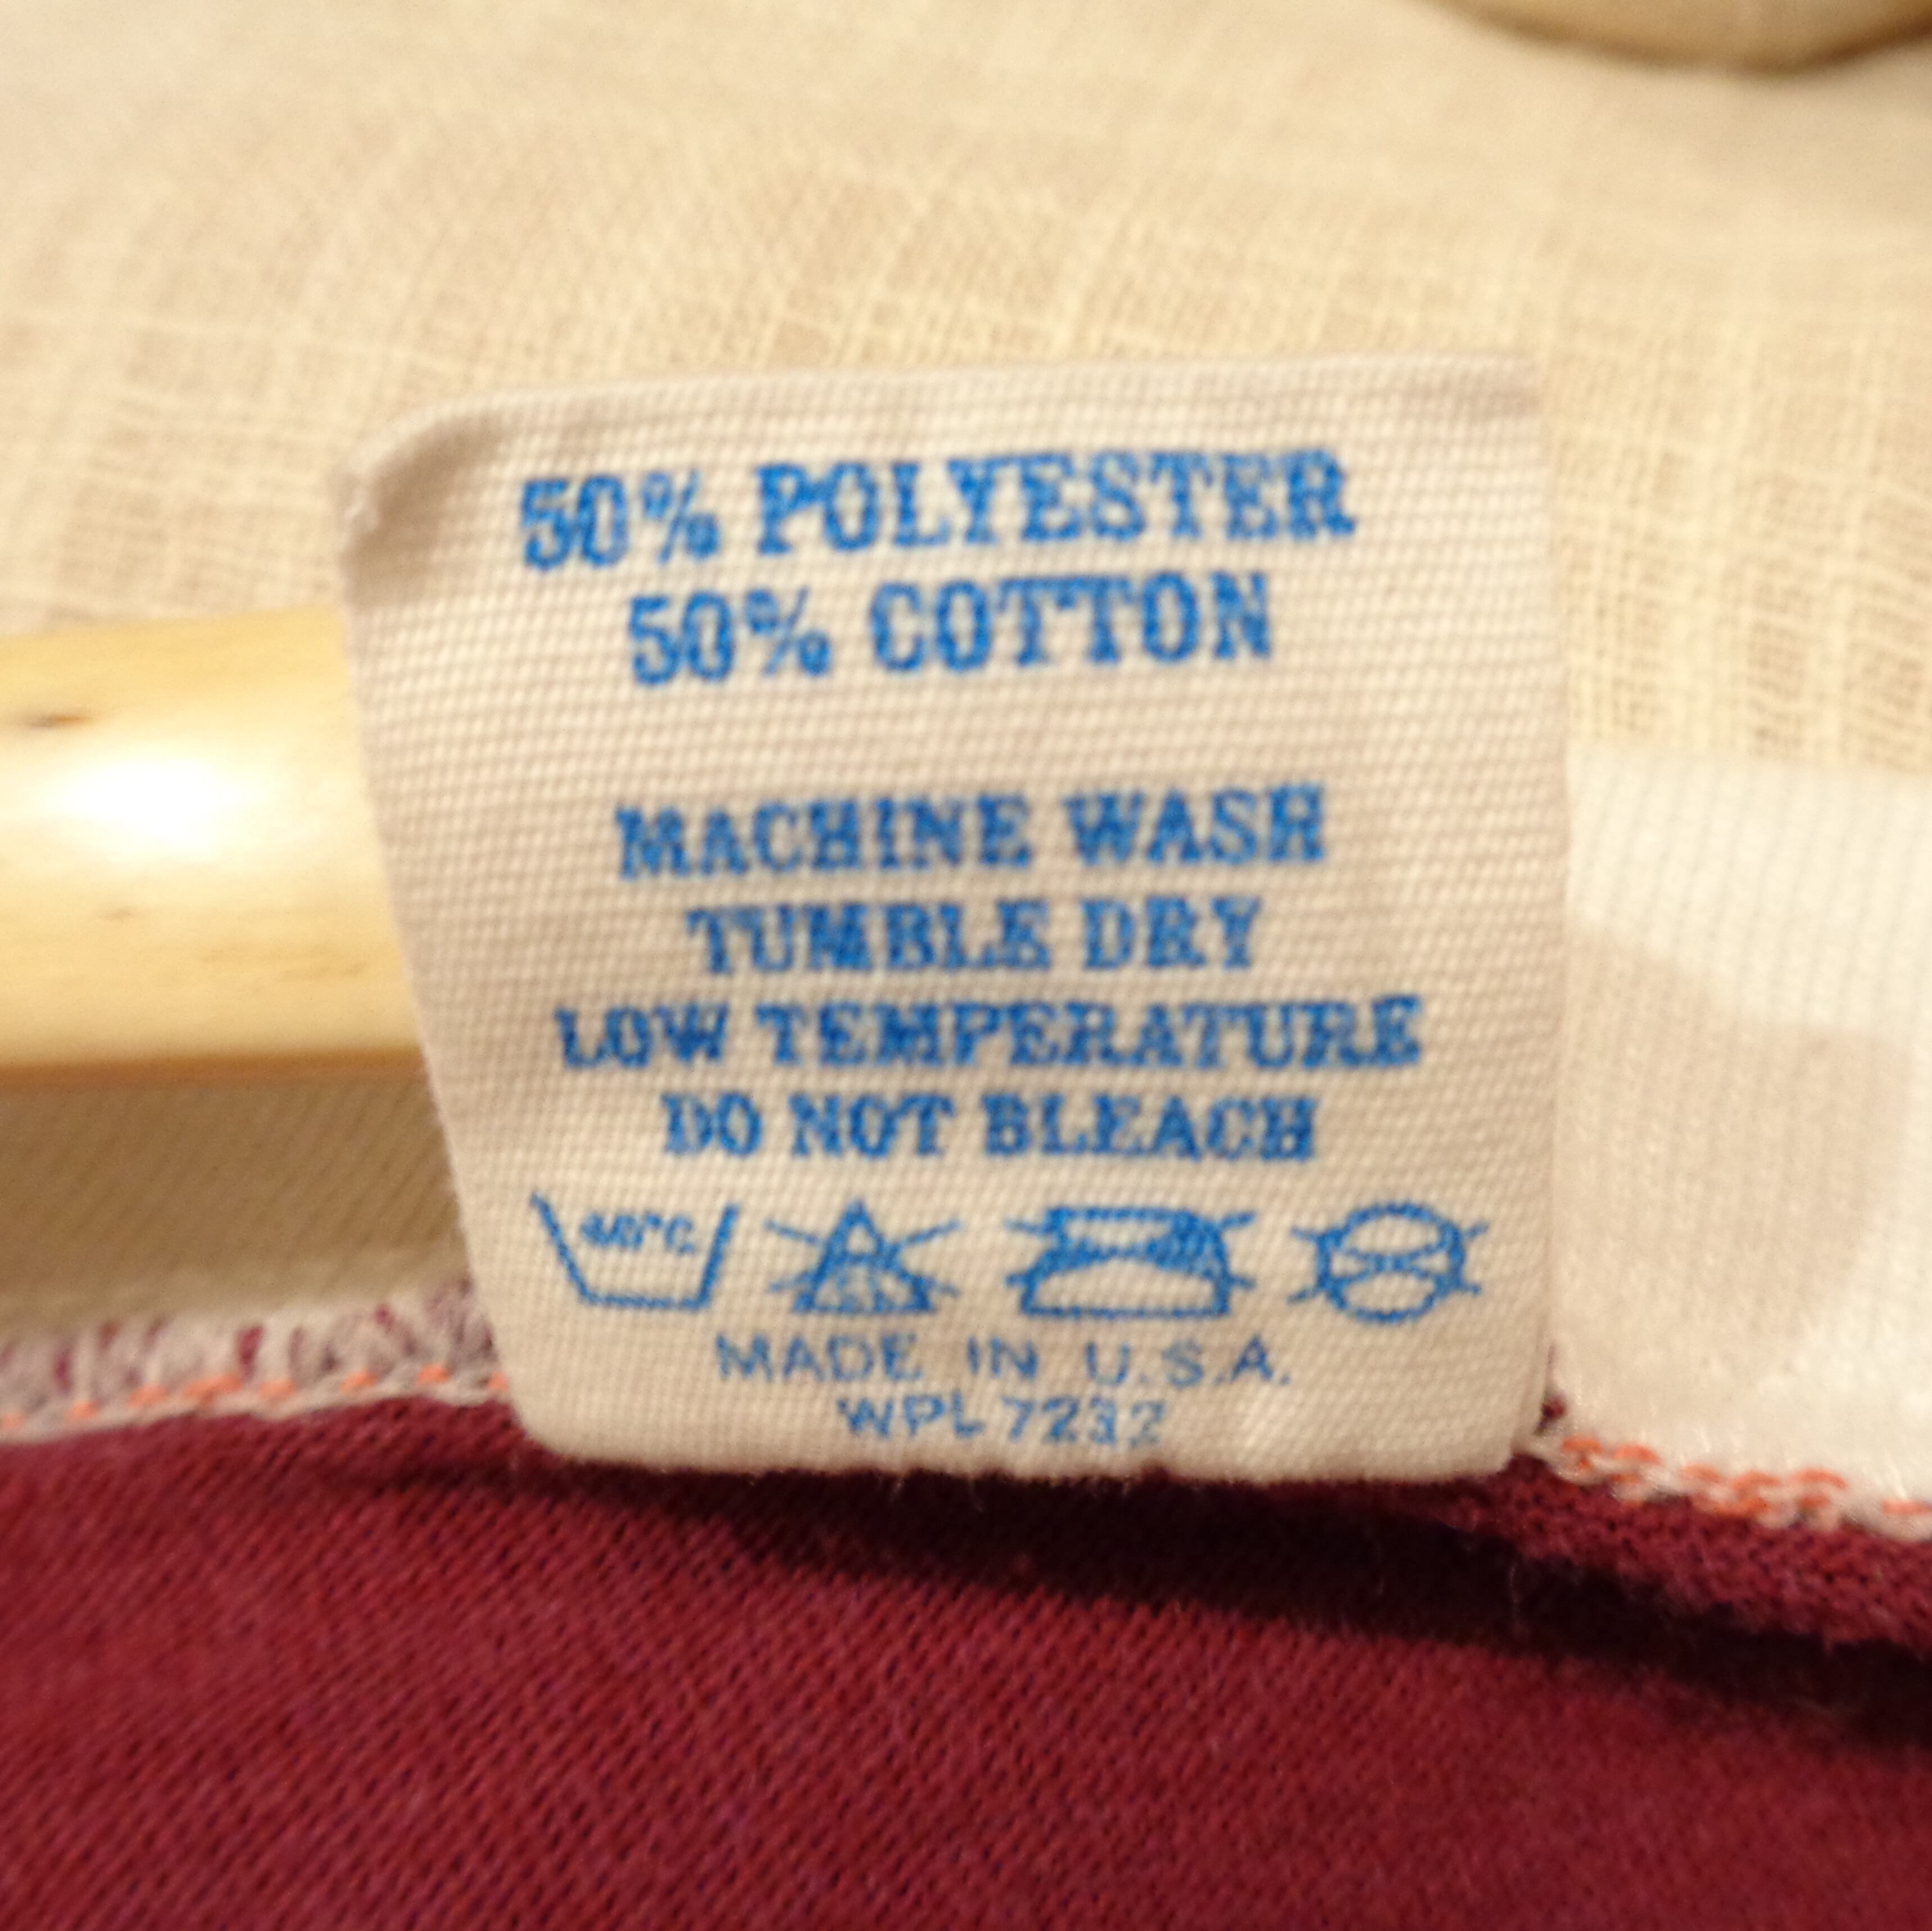 50% POLYESTER
50% COTTON
MACHINE WASH
TUMBLE DRY
LOW TEMPERATURE
DO NOT BLEACH
40°C
MADE IN U.S.A.
WPL 7232